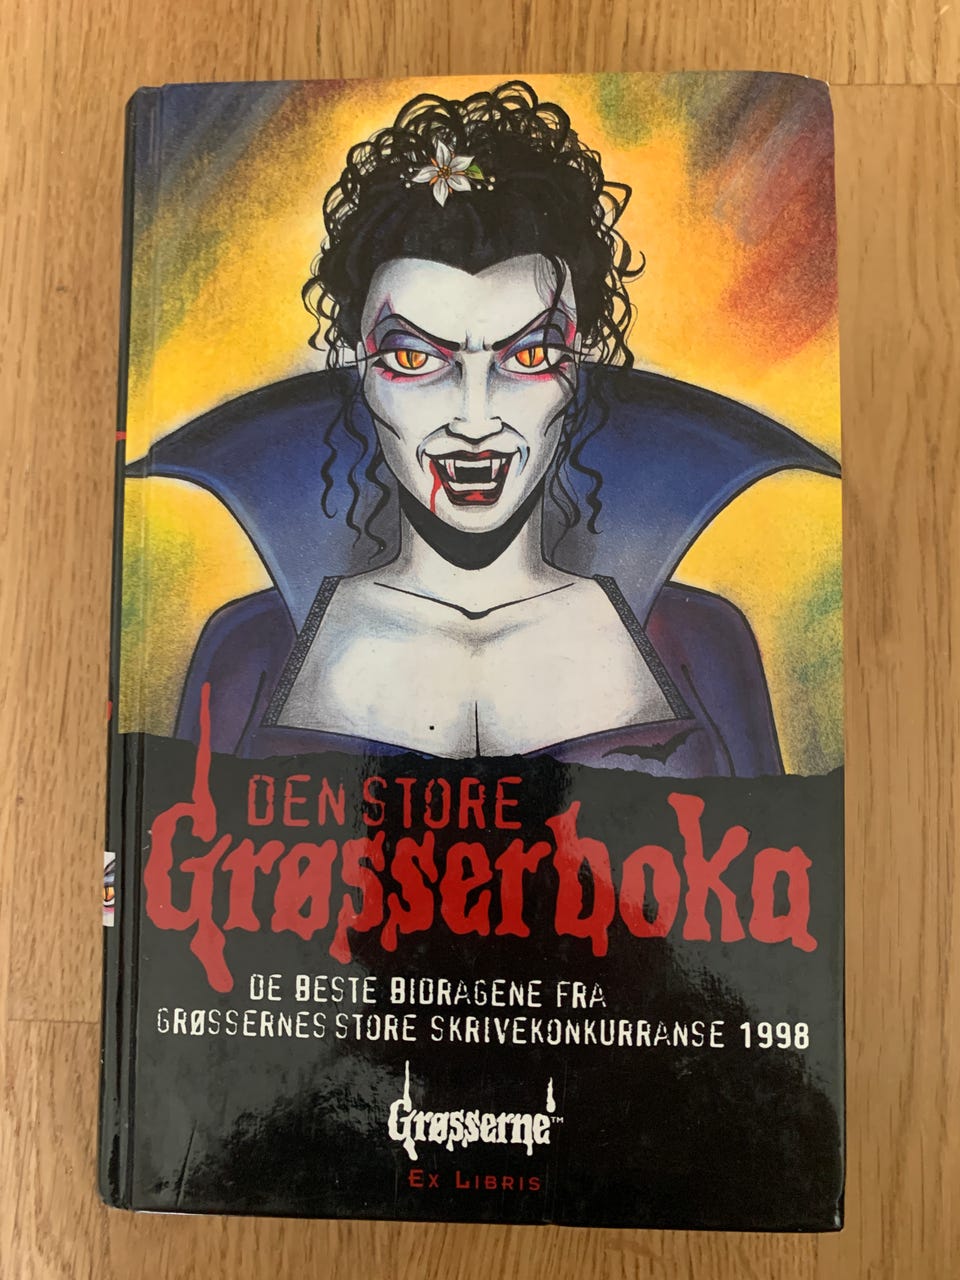 DEN STORE
Grøsserboka
DE BESTE BIDRAGENE FRA
GRØSSERNES STORE SKRIVEKONKURRANSE 1998
Grøsserne™
EX LIBRIS